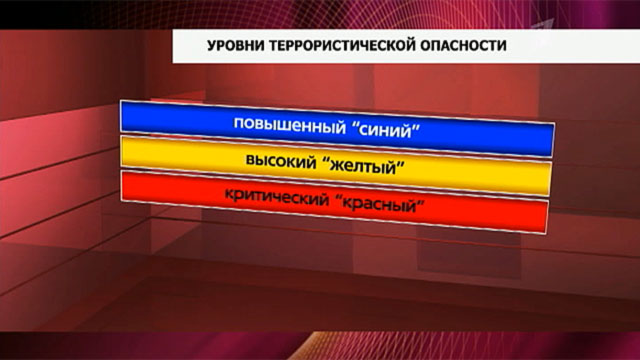 УРОВНИ ТЕРРОРИСТИЧЕСКОЙ ОПАСНОСТИ
повышенный "синий"
высокий "желтый"
критический "красный"